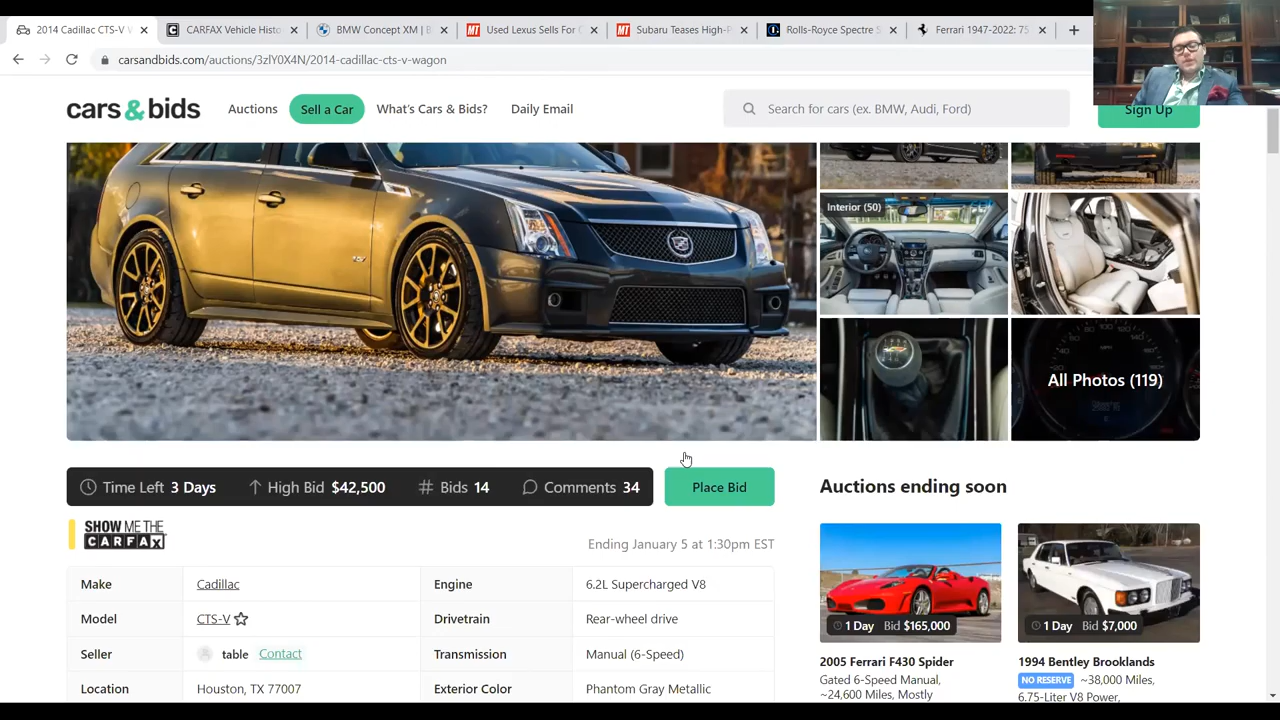 2014 Cadillac CTS-V W
CARFAX Vehicle Histo
BMW Concept XM | B
Used Lexus Sells For C
Subaru Teases High-P
Rolls-Royce Spectre S
Ferrari 1947-2022: 75
carsandbids.com/auctions/3zlY0X4N/2014-cadillac-cts-v-wagon
cars&bids
Auctions
Sell a Car
What's Cars & Bids?
Daily Email
Search for cars (ex. BMW, Audi, Ford)
Sign Up
Interior (50)
All Photos (119)
Time Left 3 Days
High Bid $42,500
# Bids 14
Comments 34
Place Bid
SHOW ME THE
CARFAX
Ending January 5 at 1:30pm EST
Make Cadillac
Engine 6.2L Supercharged V8
Model CTS-V
Drivetrain Rear-wheel drive
Seller table Contact
Transmission Manual (6-Speed)
Location Houston, TX 77007
Exterior Color Phantom Gray Metallic
Auctions ending soon
1 Day Bid $165,000
2005 Ferrari F430 Spider
Gated 6-Speed Manual,
~24,600 Miles, Mostly
1 Day Bid $7,000
1994 Bentley Brooklands
NO RESERVE ~38,000 Miles,
6.75-Liter V8 Power,